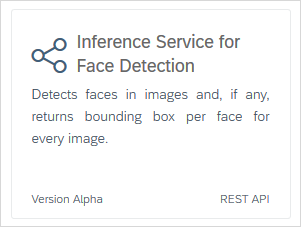 Inference Service for
Face Detection
Detects faces in images and, if any,
returns bounding box per face for
every image.
Version Alpha
REST API